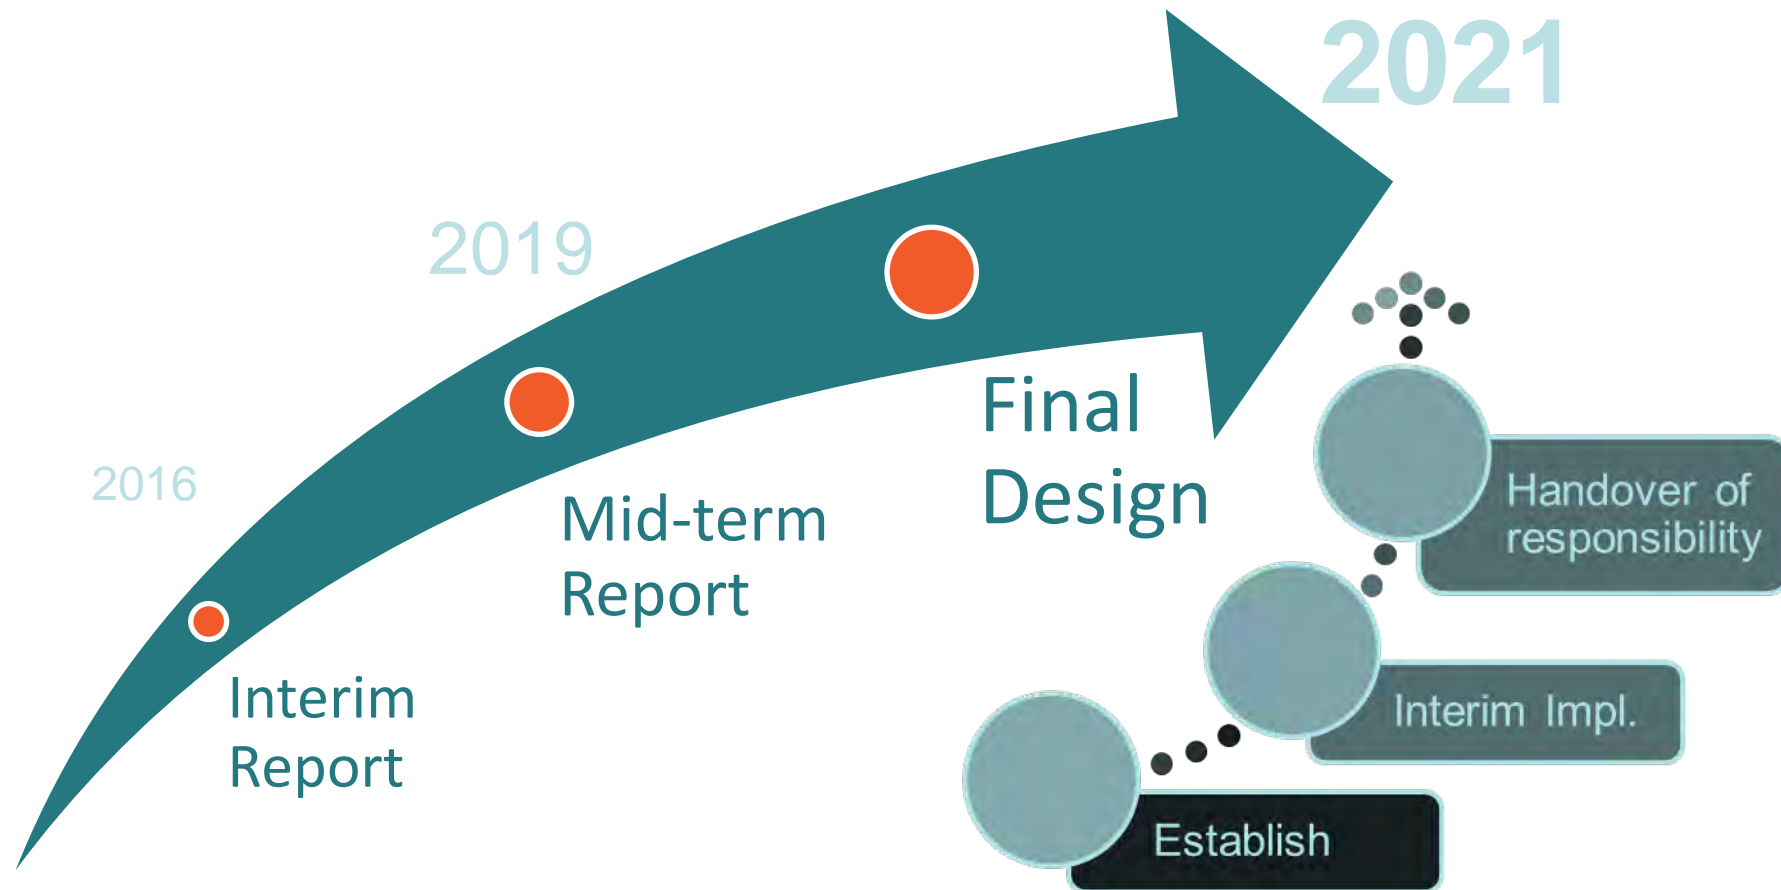 2021
2019
2016
Final
Design
Mid-term
Report
Interim
Report
Handover of
responsibility
Interim Impl.
Establish